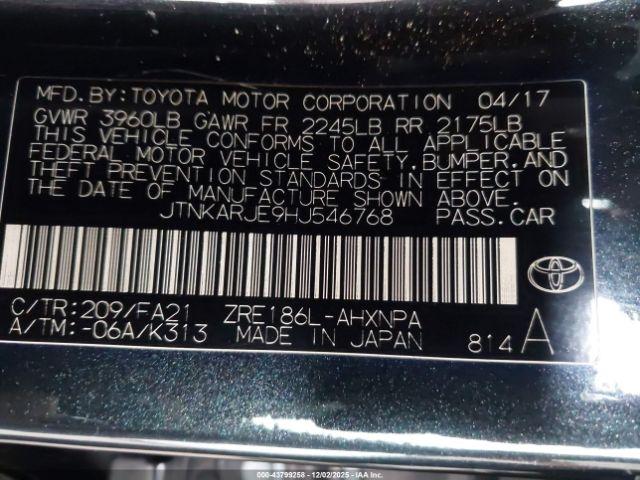 MFD.BY:TOYOTA MOTOR CORPORATION 04/17
GVWR 3960LB GAWR FR 2245LB RR 2175LB
THIS VEHICLE CONFORMS TO ALL APPLICABLE
FEDERAL MOTOR VEHICLE SAFETY,BUMPER,AND
THEFT PREVENTION STANDARDS IN EFFECT ON
THE DATE OF MANUFACTURE SHOWN ABOVE.
JTNKARJE9HJ546768 PASS.CAR
C/TR:209/FA21 ZRE186L-AHXNPA
A/TM:-06A/K313 MADE IN JAPAN 814A
00-43799258 | 12/02/2025 - Copyright IAA, Inc.